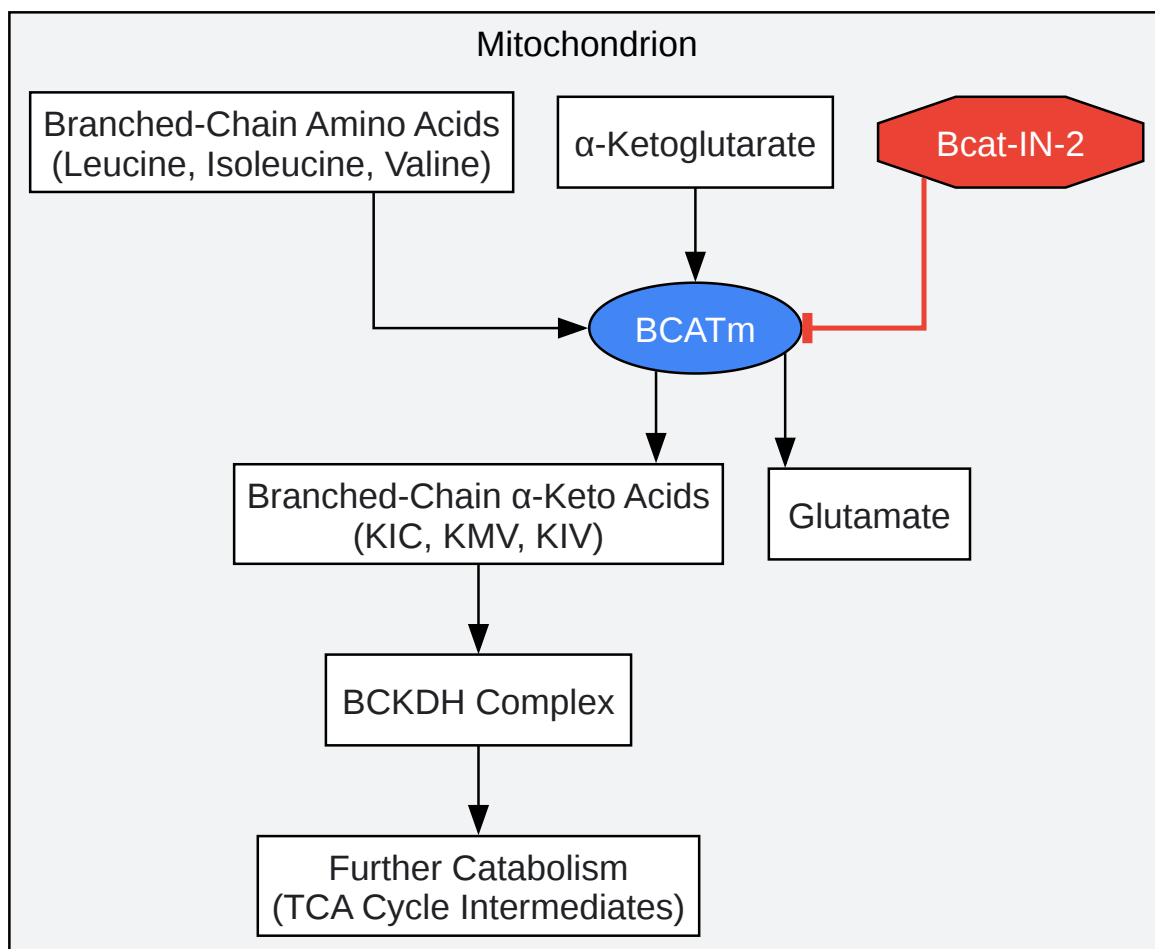 Mitochondrion
Branched-Chain Amino Acids
(Leucine, Isoleucine, Valine)
α-Ketoglutarate
Bcat-IN-2
BCATm
Branched-Chain α-Keto Acids
(KIC, KMV, KIV)
Glutamate
BCKDH Complex
Further Catabolism
(TCA Cycle Intermediates)